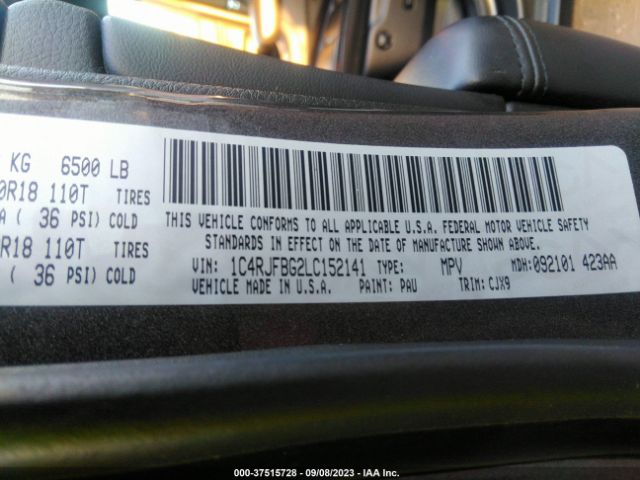 KG 6500 LB
0R18 110T TIRES
A ( 36 PSI) COLD
R18 110T TIRES
( 36 PSI) COLD
THIS VEHICLE CONFORMS TO ALL APPLICABLE U.S.A. FEDERAL MOTOR VEHICLE SAFETY
STANDARDS IN EFFECT ON THE DATE OF MANUFACTURE SHOWN ABOVE.
VIN: 1C4RJFBG2LC152141 TYPE: MPV MDH:092101 423AA
VEHICLE MADE IN U.S.A. PAINT: PAU TRIM: CJX9
000-37515728 - 09/08/2023 - IAA Inc.